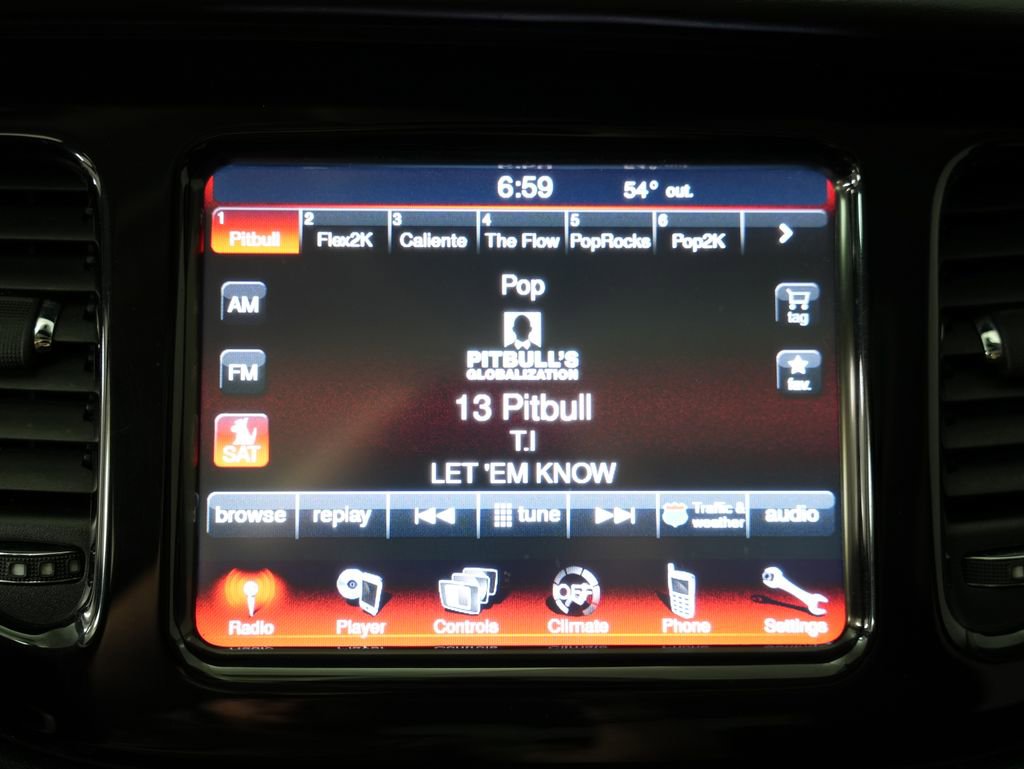 6:59 54° out.
1 Pitbull 2 Flex2K 3 Caliente 4 The Flow 5 PopRocks 6 Pop2K
Pop
AM
tag
PITBULL'S
GLOBALIZATION
FM
fav.
13 Pitbull
T.I
SAT
LET 'EM KNOW
browse replay tune Traffic & weather audio
OFF
Radio Player Controls Climate Phone Settings